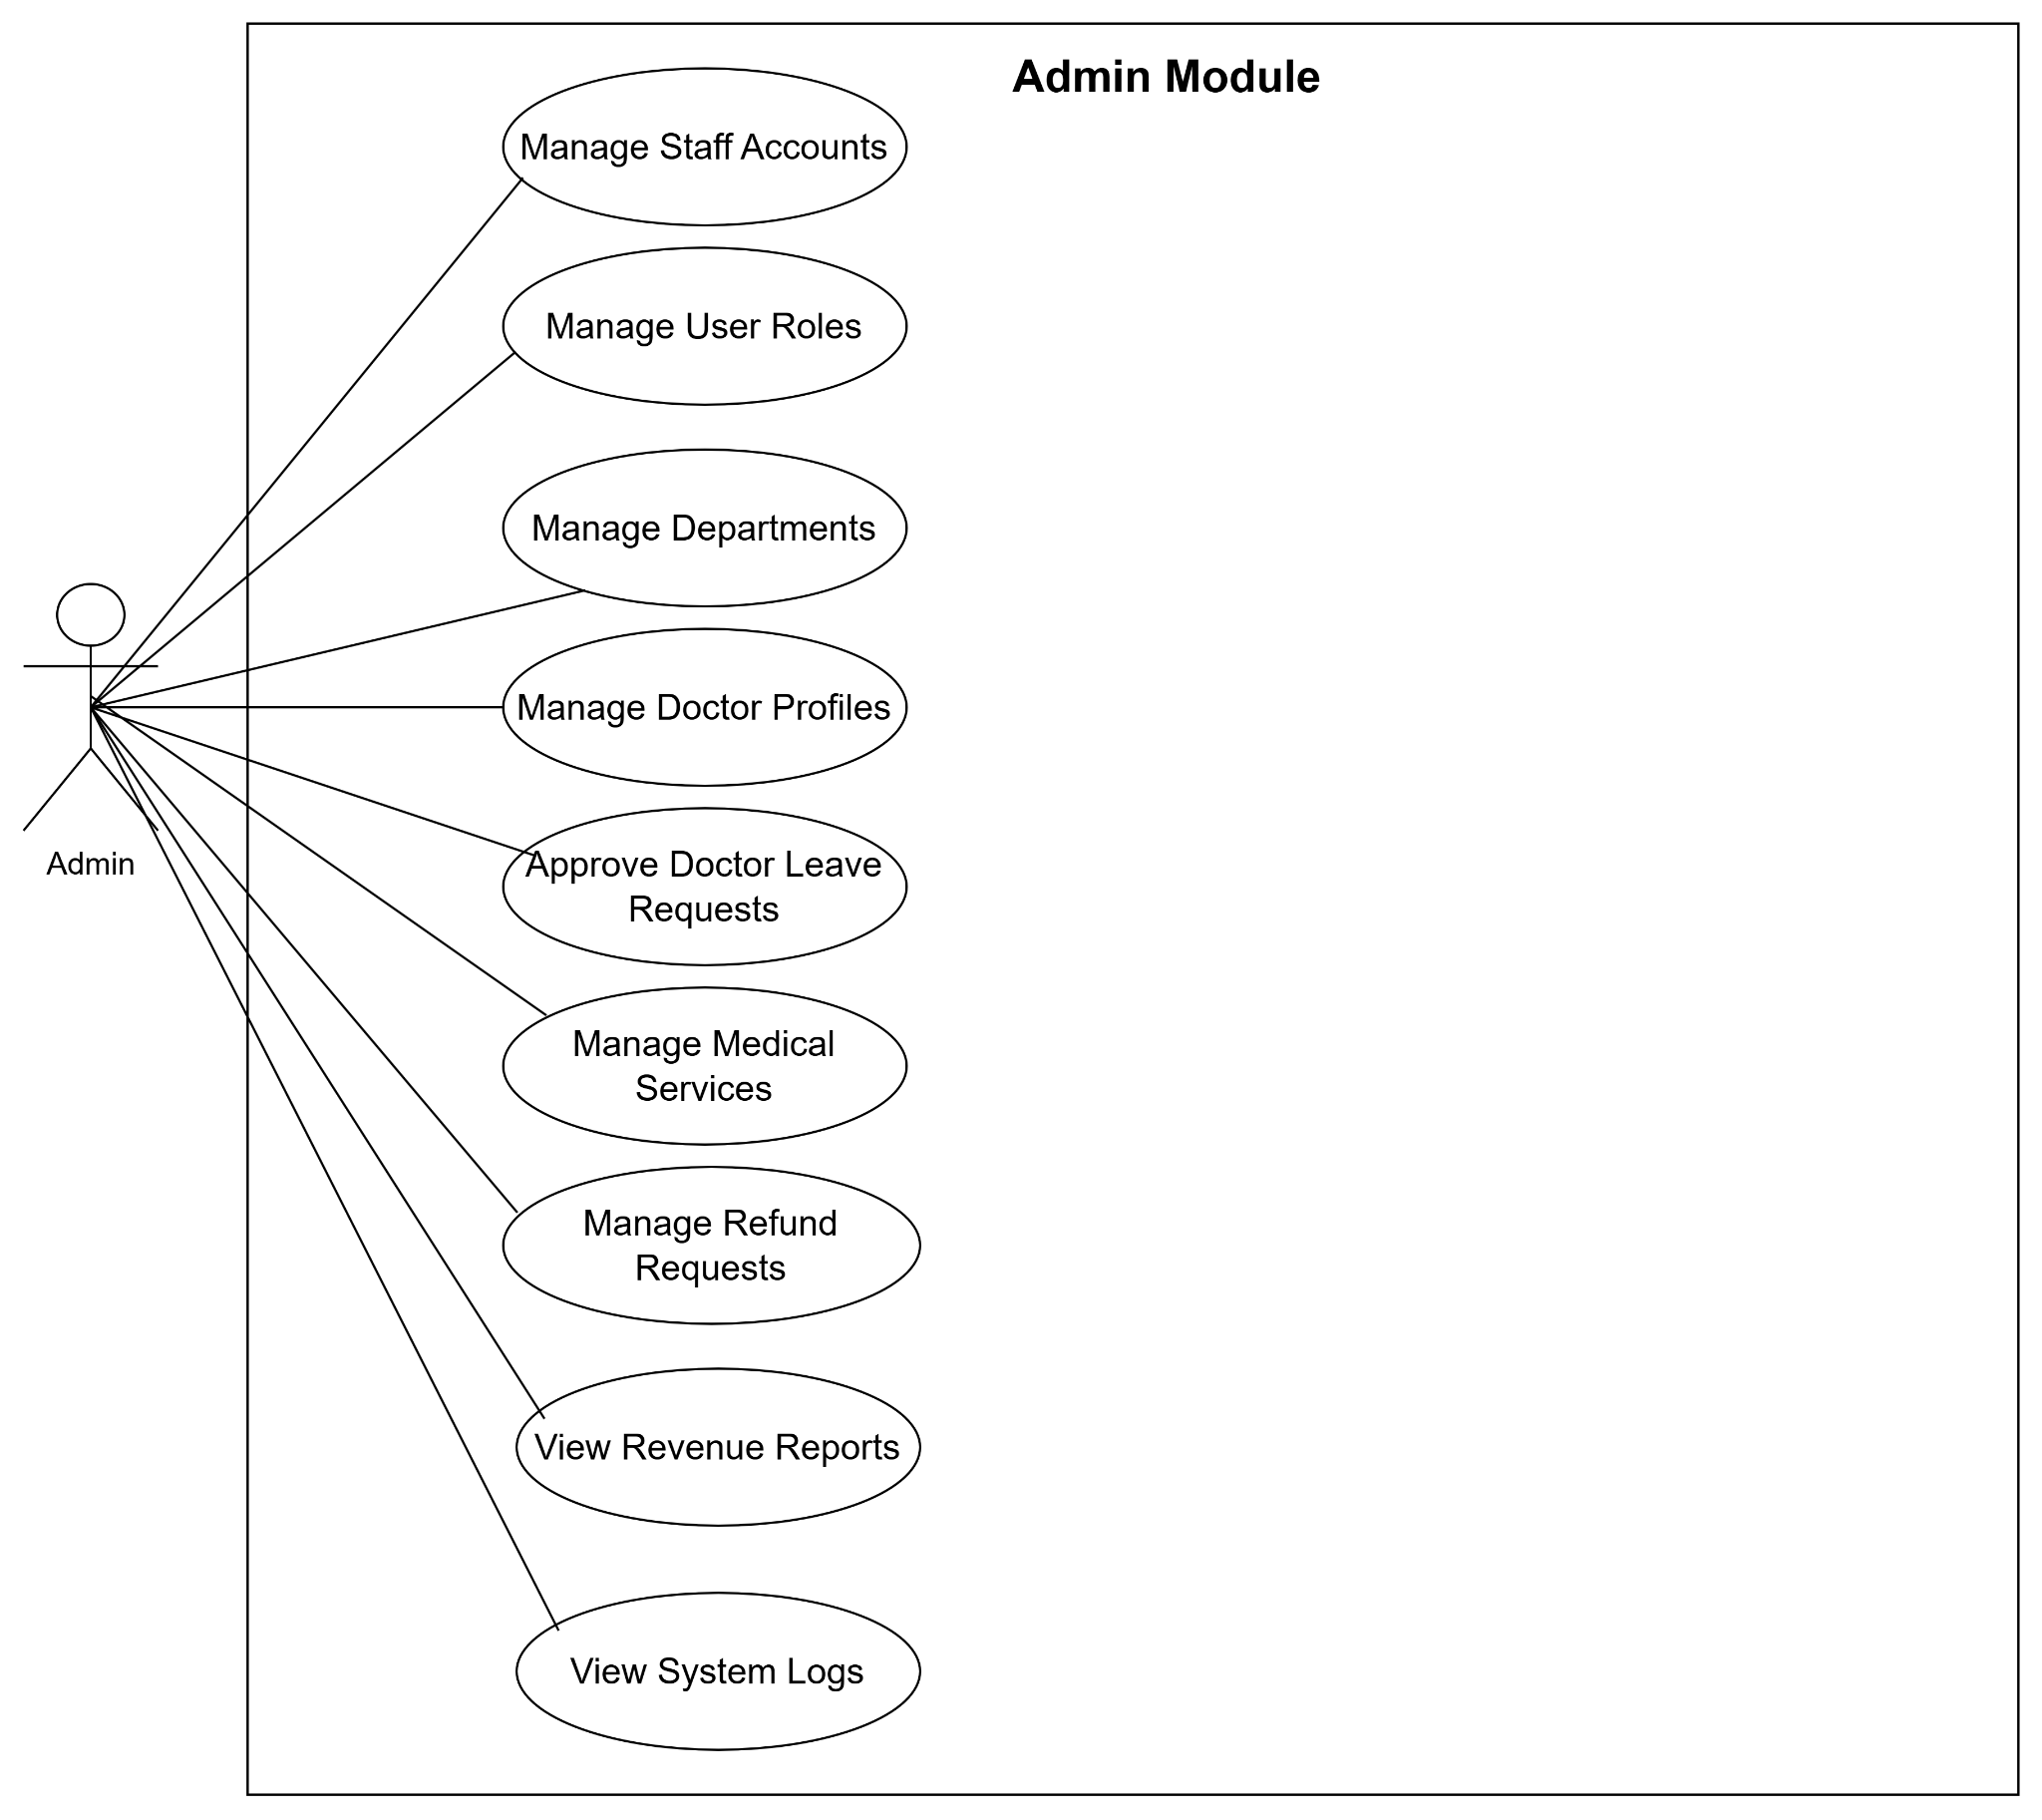 Admin Module
Manage Staff Accounts
Manage User Roles
Manage Departments
Manage Doctor Profiles
Admin
Approve Doctor Leave
Requests
Manage Medical
Services
Manage Refund
Requests
View Revenue Reports
View System Logs